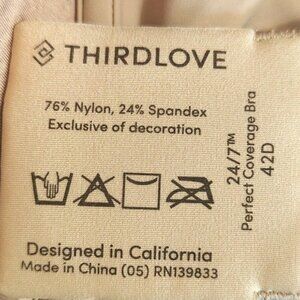 THIRDLOVE
76% Nylon, 24% Spandex
Exclusive of decoration
24/7™
Perfect Coverage Bra
42D
Designed in California
Made in China (05) RN139833